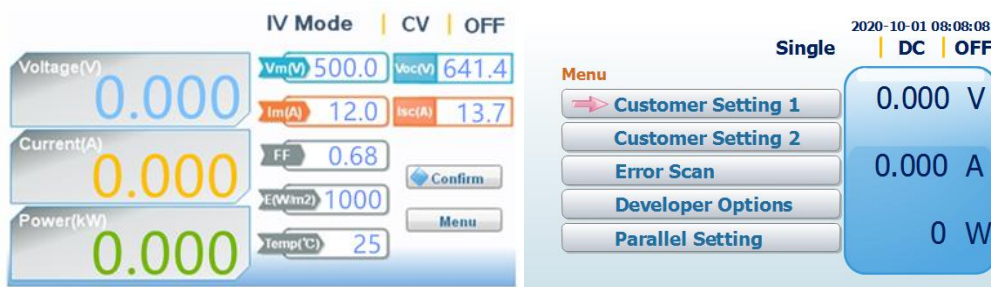 IV Mode | CV | OFF
Voltage(V)
0.000
Vm(V) 500.0 Voc(V) 641.4
Im(A) 12.0 Isc(A) 13.7
Current(A)
0.000
FF 0.68
E(W/m2) 1000
Confirm
Power(kW)
0.000
Menu
Temp(℃) 25
2020-10-01 08:08:08
Single | DC | OFF
Menu
Customer Setting 1
Customer Setting 2
Error Scan
Developer Options
Parallel Setting
0.000 V
0.000 A
0 W